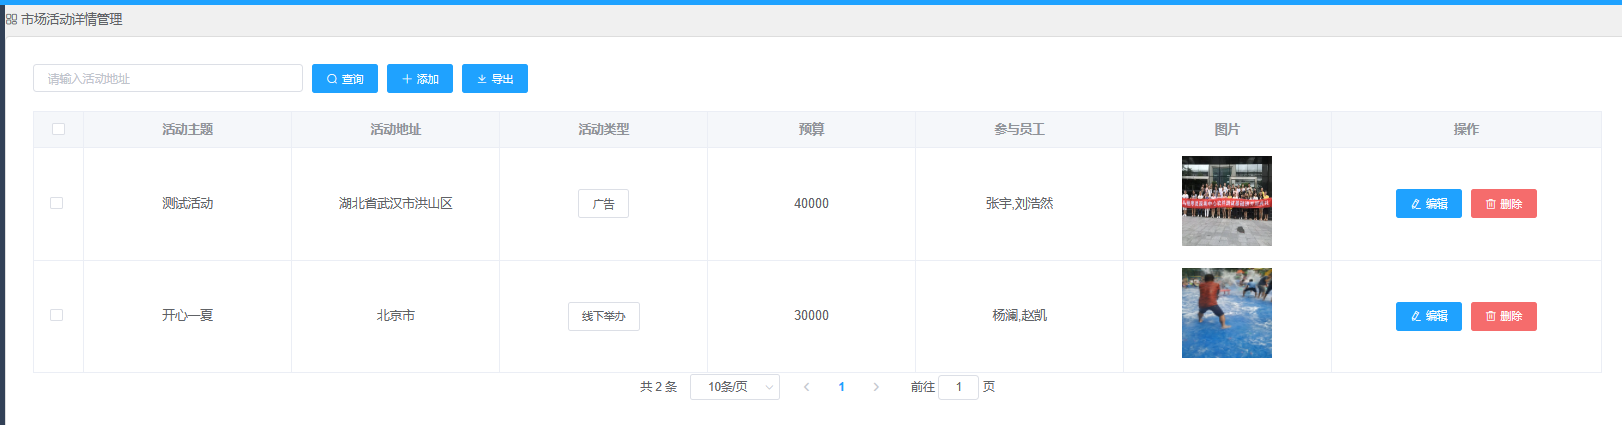 市场活动详情管理
请输入活动地址 查询 添加 导出
活动主题 活动地址 活动类型 预算 参与员工 图片 操作
测试活动 湖北省武汉市洪山区 广告 40000 张宇,刘浩然 编辑 删除
开心一夏 北京市 线下举办 30000 杨澜,赵凯 编辑 删除
共 2 条 10条/页 1 前往 1 页